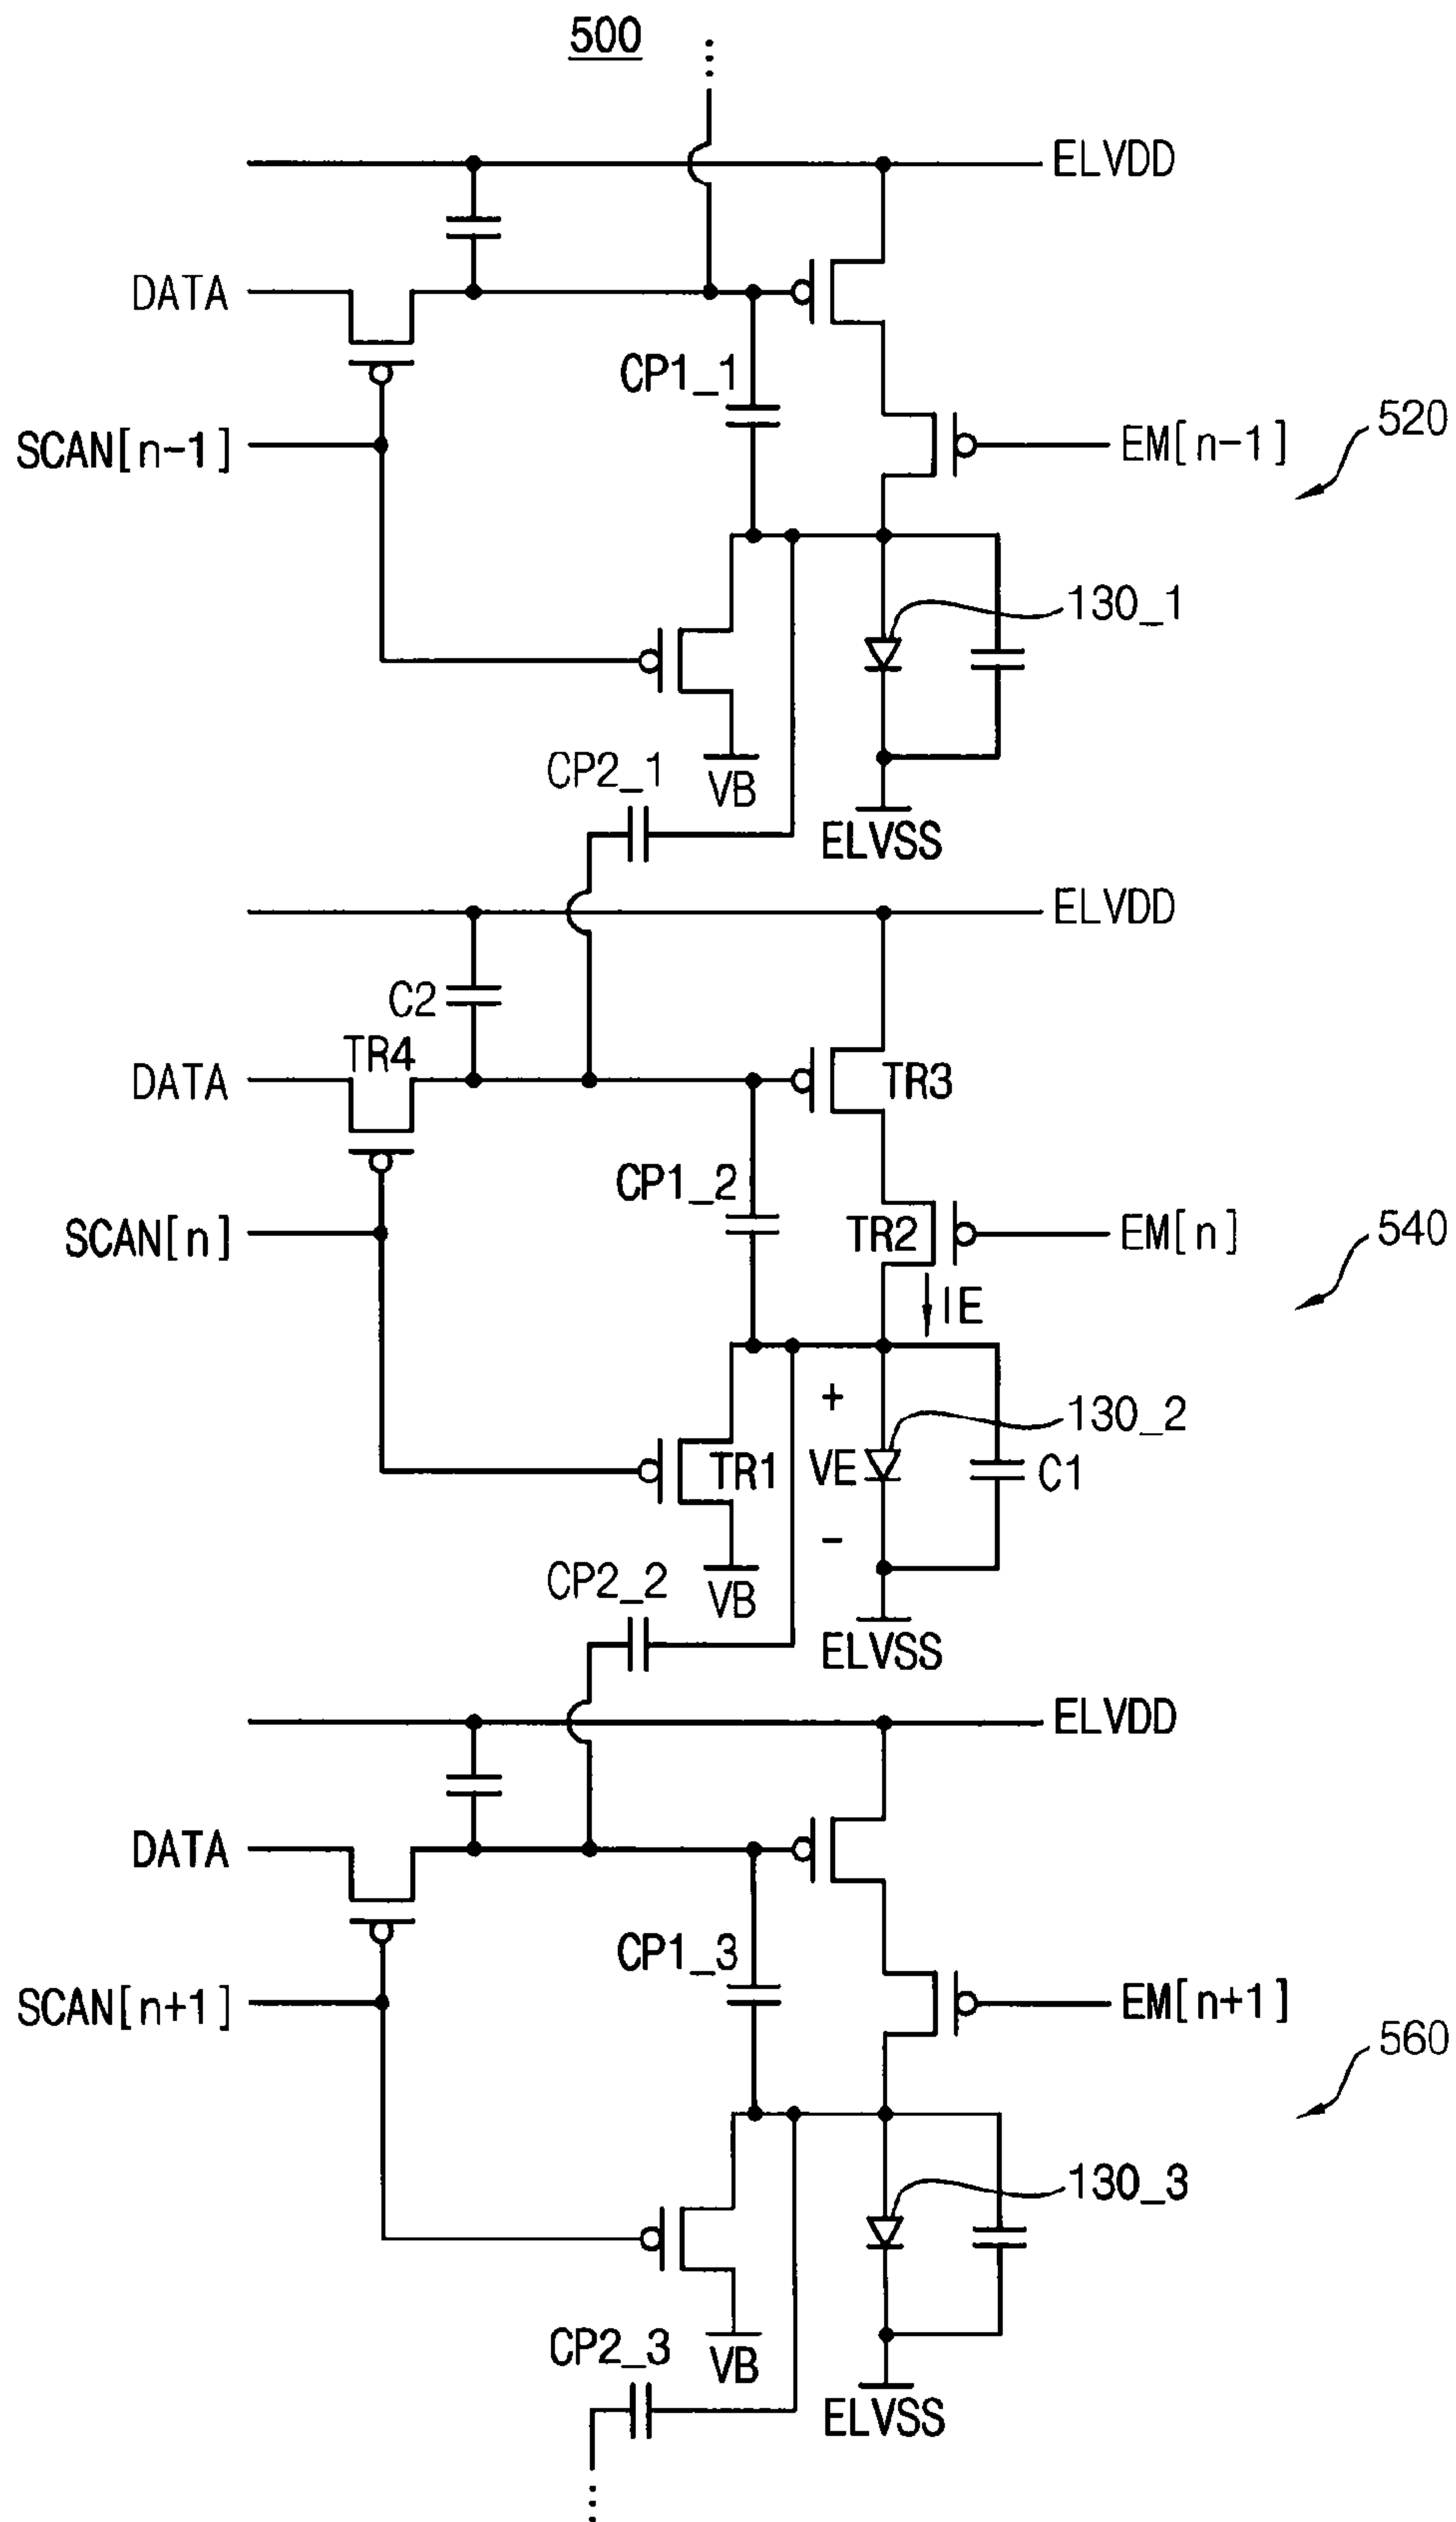 500
ELVDD
DATA
CP1_1
SCAN[n-1]
EM[n-1]
520
130_1
CP2_1
VB
ELVSS
ELVDD
C2
TR4
DATA
TR3
CP1_2
SCAN[n]
TR2
EM[n]
540
IE
+
130_2
TR1
VE
C1
-
CP2_2
VB
ELVSS
ELVDD
DATA
CP1_3
SCAN[n+1]
EM[n+1]
560
130_3
CP2_3
VB
ELVSS